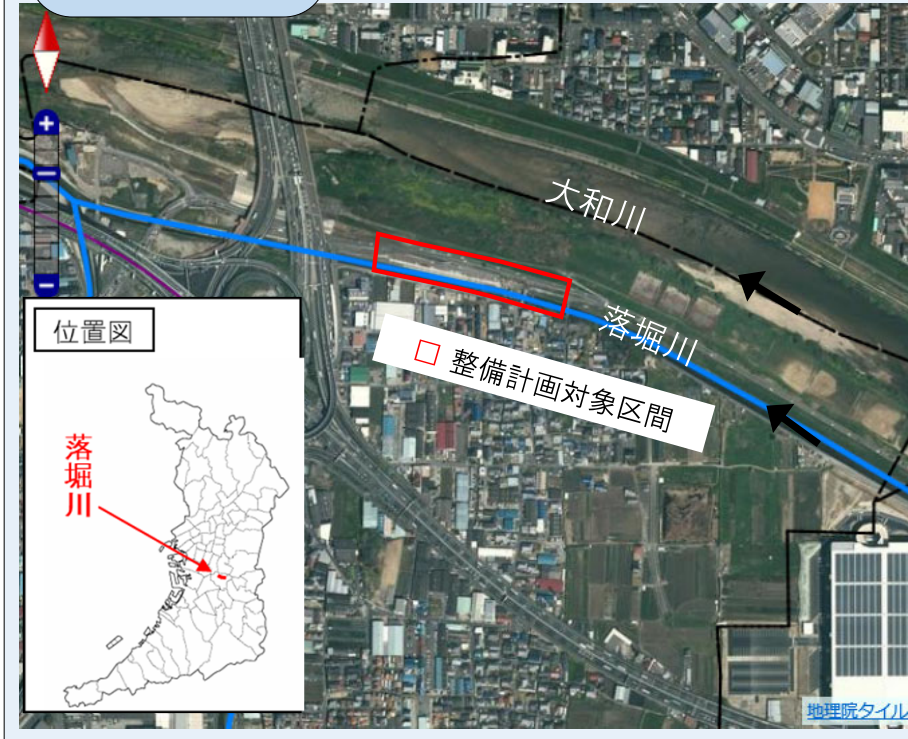 大和川
落堀川
□ 整備計画対象区間
位置図
落堀川
地理院タイル